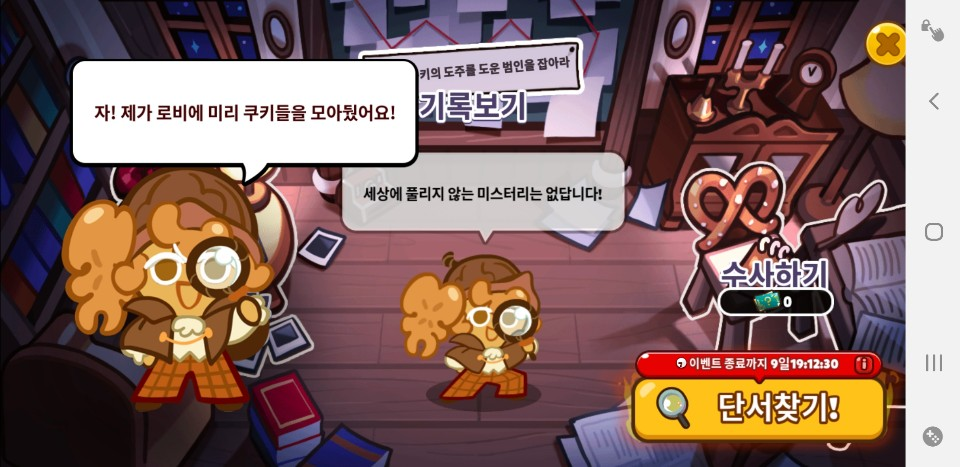 키의 도주를 도운 범인을 잡아라
자! 제가 로비에 미리 쿠키들을 모아뒀어요!
기록보기
세상에 풀리지 않는 미스터리는 없답니다!
수사하기
0
이벤트 종료까지 9일19:12:30
단서찾기!